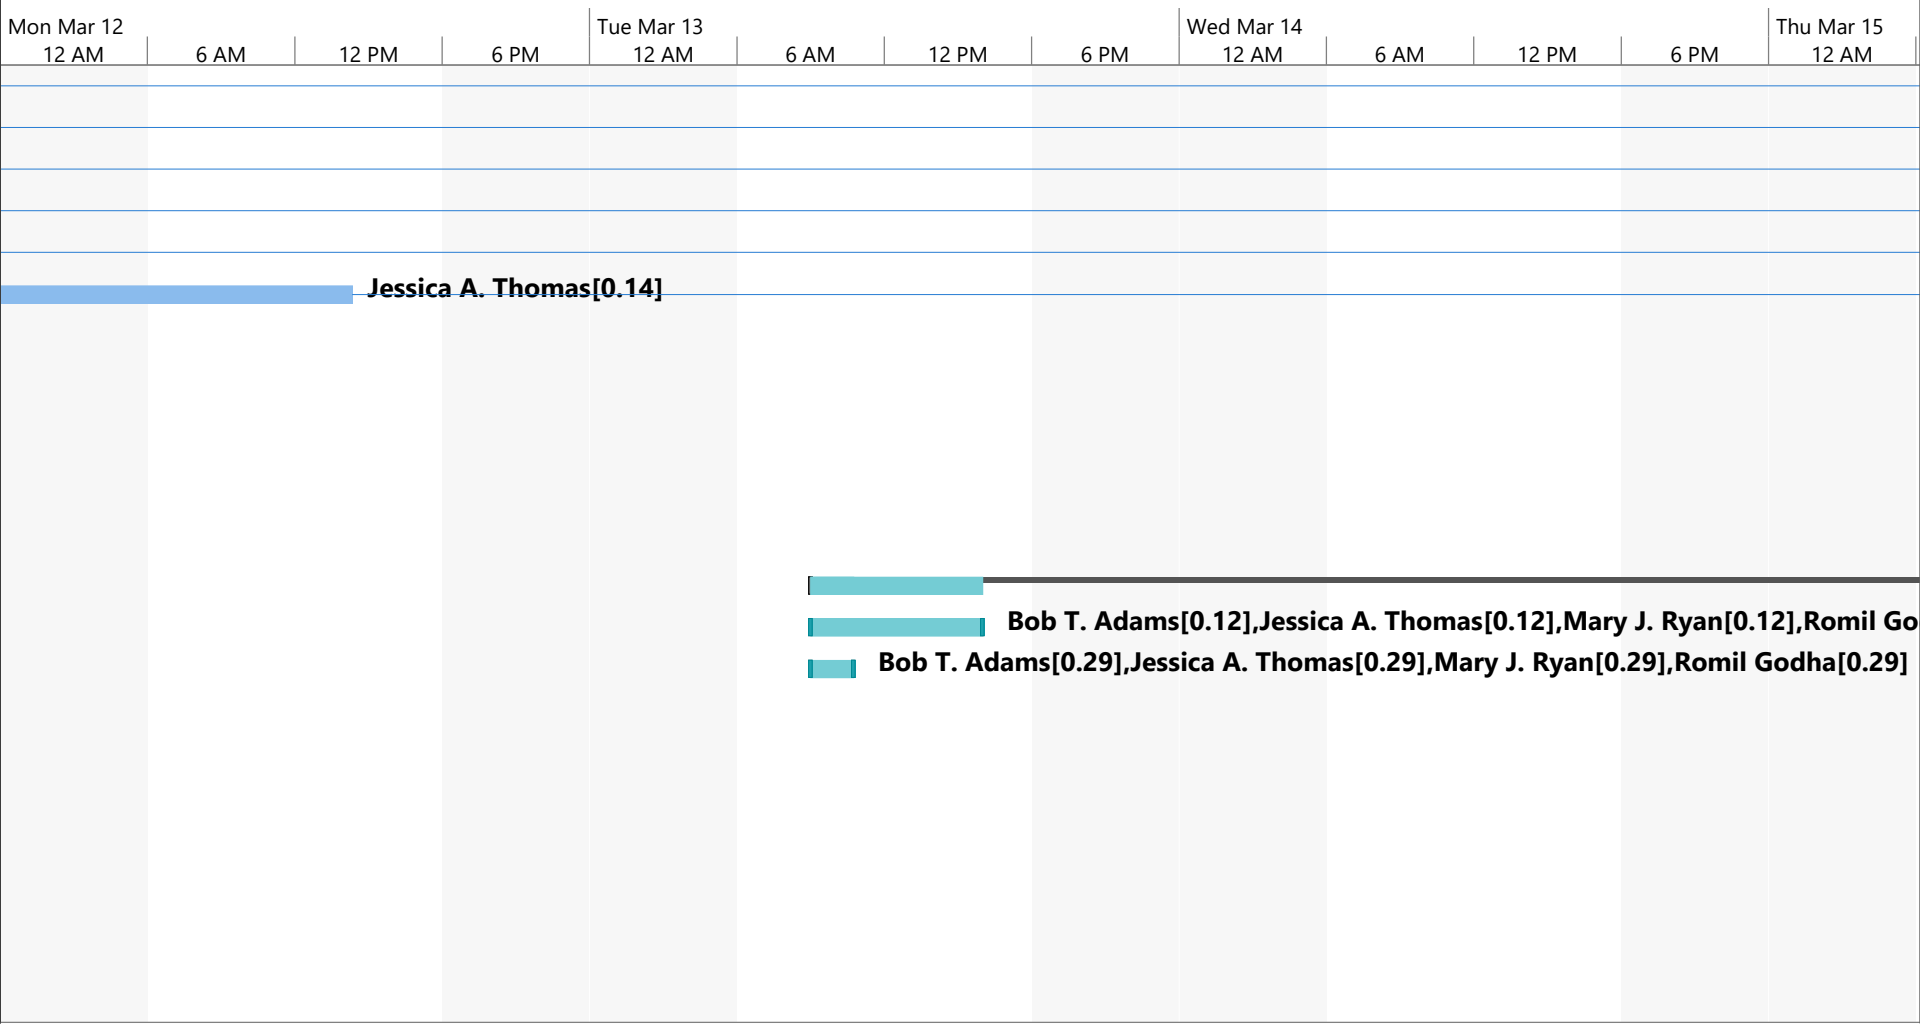 Mon Mar 12 Tue Mar 13 Wed Mar 14 Thu Mar 15
12 AM 6 AM 12 PM 6 PM 12 AM 6 AM 12 PM 6 PM 12 AM 6 AM 12 PM 6 PM 12 AM
Jessica A. Thomas[0.14]
Bob T. Adams[0.12],Jessica A. Thomas[0.12],Mary J. Ryan[0.12],Romil Go
Bob T. Adams[0.29],Jessica A. Thomas[0.29],Mary J. Ryan[0.29],Romil Godha[0.29]